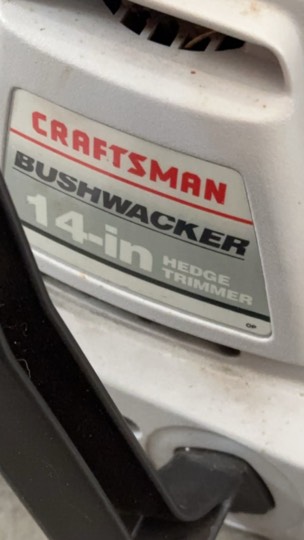 CRAFTSMAN
BUSHWACKER
14-in HEDGE
TRIMMER